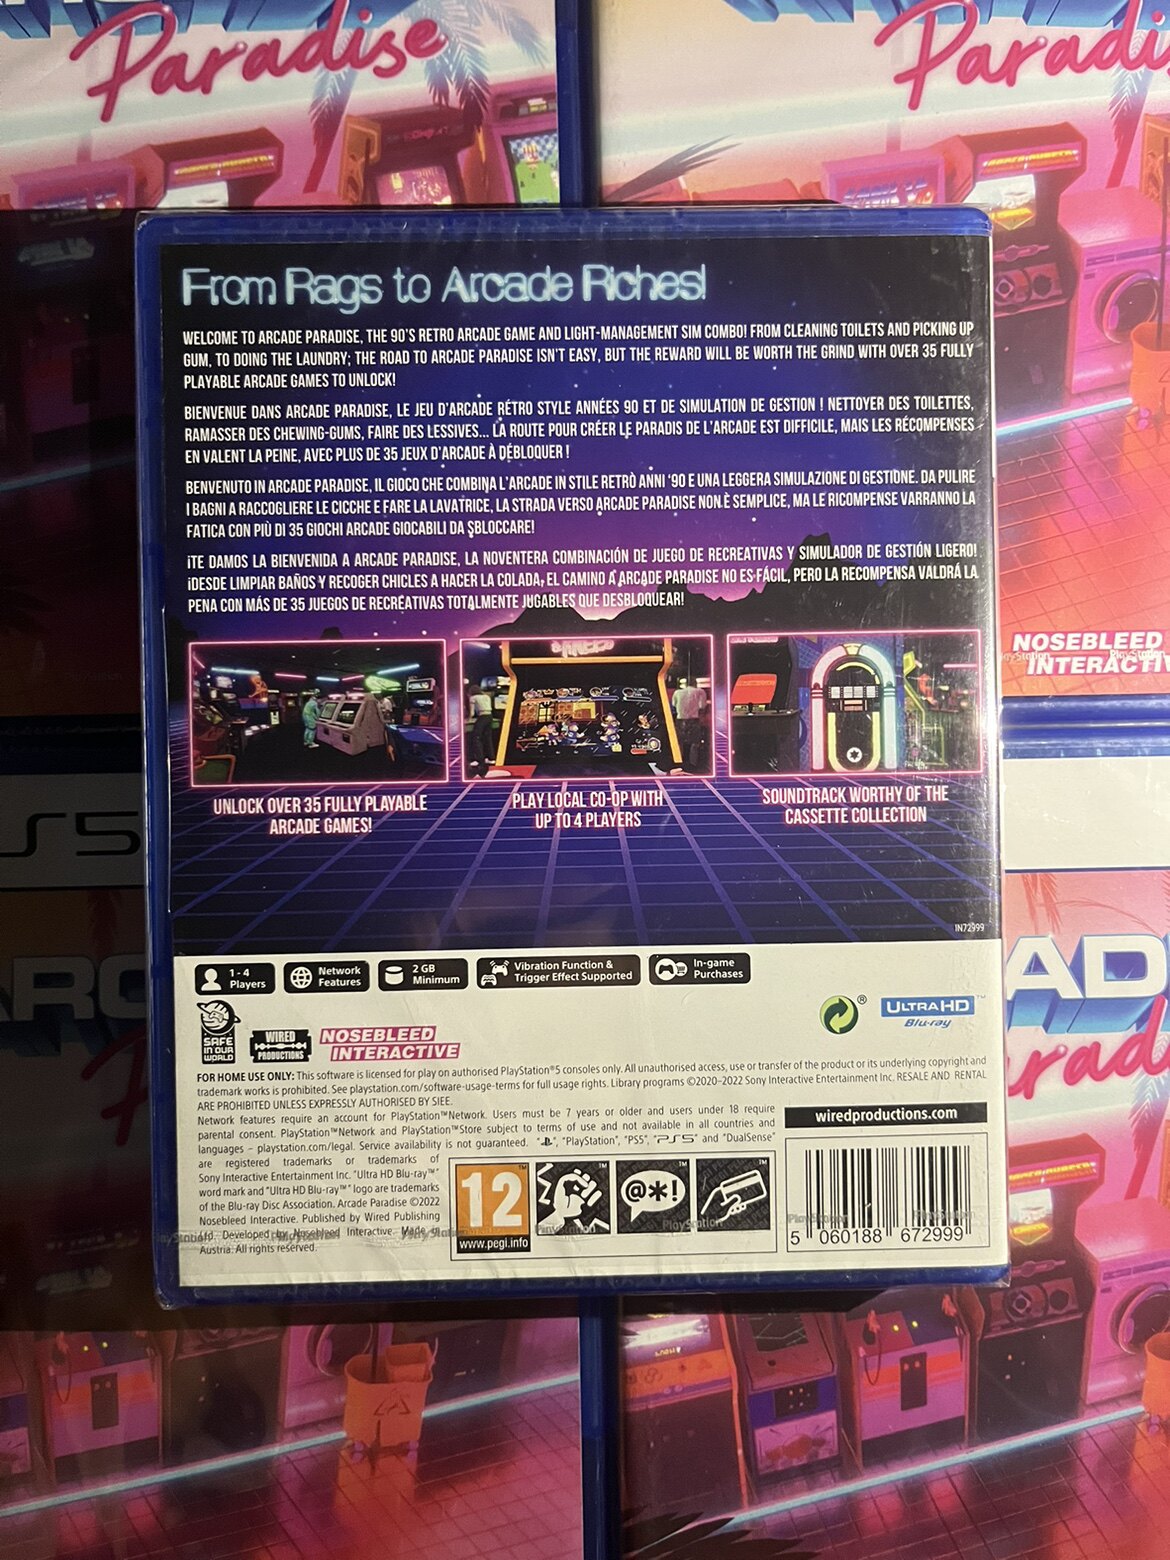 Paradise
Paradise
From Rags to Arcade Riches!
WELCOME TO ARCADE PARADISE, THE 90'S RETRO ARCADE GAME AND LIGHT-MANAGEMENT SIM COMBO! FROM CLEANING TOILETS AND PICKING UP
GUM, TO DOING THE LAUNDRY; THE ROAD TO ARCADE PARADISE ISN'T EASY, BUT THE REWARD WILL BE WORTH THE GRIND WITH OVER 35 FULLY
PLAYABLE ARCADE GAMES TO UNLOCK!
BIENVENUE DANS ARCADE PARADISE, LE JEU D'ARCADE RÉTRO STYLE ANNÉES 90 ET DE SIMULATION DE GESTION ! NETTOYER DES TOILETTES,
RAMASSER DES CHEWING-GUMS, FAIRE DES LESSIVES... LA ROUTE POUR CRÉER LE PARADIS DE L'ARCADE EST DIFFICILE, MAIS LES RÉCOMPENSES
EN VALENT LA PEINE, AVEC PLUS DE 35 JEUX D'ARCADE À DÉBLOQUER !
BENVENUTO IN ARCADE PARADISE, IL GIOCO CHE COMBINA L'ARCADE IN STILE RETRÒ ANNI '90 E UNA LEGGERA SIMULAZIONE DI GESTIONE. DA PULIRE
I BAGNI A RACCOGLIERE LE CICCHE E FARE LA LAVATRICE, LA STRADA VERSO ARCADE PARADISE NON È SEMPLICE, MA LE RICOMPENSE VARRANNO LA
FATICA CON PIÙ DI 35 GIOCHI ARCADE GIOCABILI DA SBLOCCARE!
¡TE DAMOS LA BIENVENIDA A ARCADE PARADISE, LA NOVENTERA COMBINACIÓN DE JUEGO DE RECREATIVAS Y SIMULADOR DE GESTIÓN LIGERO!
¡DESDE LIMPIAR BAÑOS Y RECOGER CHICLES A HACER LA COLADA, EL CAMINO A ARCADE PARADISE NO ES FÁCIL, PERO LA RECOMPENSA VALDRÁ LA
PENA CON MÁS DE 35 JUEGOS DE RECREATIVAS TOTALMENTE JUGABLES QUE DESBLOQUEAR!
NOSEBLEED
INTERACTI
UNLOCK OVER 35 FULLY PLAYABLE
ARCADE GAMES!
PLAY LOCAL CO-OP WITH
UP TO 4 PLAYERS
SOUNDTRACK WORTHY OF THE
CASSETTE COLLECTION
IN72999
1 - 4
Players
Network
Features
2 GB
Minimum
Vibration Function &
Trigger Effect Supported
In-game
Purchases
SAFE
IN OUR
WORLD
WIRED
PRODUCTIONS
NOSEBLEED
INTERACTIVE
ULTRA HD™
Blu-ray
FOR HOME USE ONLY: This software is licensed for play on authorised PlayStation®5 consoles only. All unauthorised access, use or transfer of the product or its underlying copyright and
trademark works is prohibited. See playstation.com/software-usage-terms for full usage rights. Library programs ©2020–2022 Sony Interactive Entertainment Inc. RESALE AND RENTAL
ARE PROHIBITED UNLESS EXPRESSLY AUTHORISED BY SIEE.
Network features require an account for PlayStation™Network. Users must be 7 years or older and users under 18 require
parental consent. PlayStation™Network and PlayStation™Store subject to terms of use and not available in all countries and
languages – playstation.com/legal. Service availability is not guaranteed. "PlayStation", "PS5", "PS5" and "DualSense"
are registered trademarks or trademarks of
Sony Interactive Entertainment Inc. "Ultra HD Blu-ray™"
word mark and "Ultra HD Blu-ray™" logo are trademarks
of the Blu-ray Disc Association. Arcade Paradise ©2022
Nosebleed Interactive. Published by Wired Publishing
Ltd. Developed by Nosebleed Interactive. Made in
Austria. All rights reserved.
wiredproductions.com
12
www.pegi.info
@*!
5 060188 672999
PlayStation
S5
ARC
AD
rad